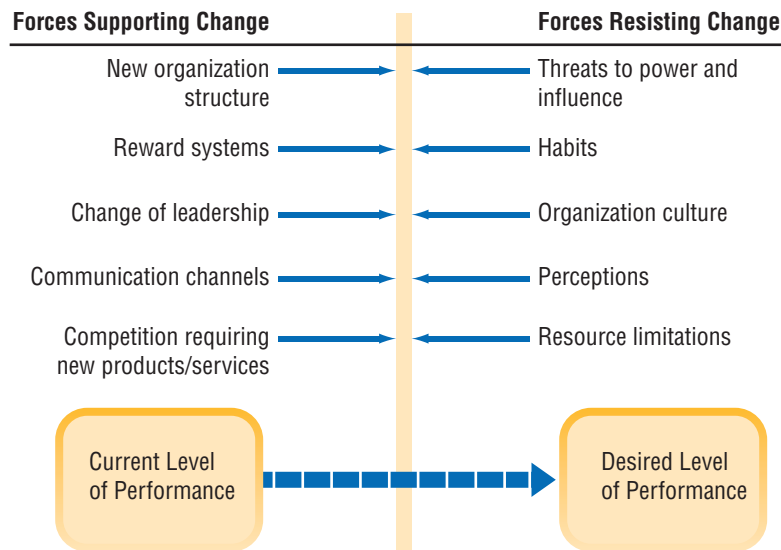 Forces Supporting Change
Forces Resisting Change
New organization
structure
Threats to power and
influence
Reward systems
Habits
Change of leadership
Organization culture
Communication channels
Perceptions
Competition requiring
new products/services
Resource limitations
Current Level
of Performance
Desired Level
of Performance